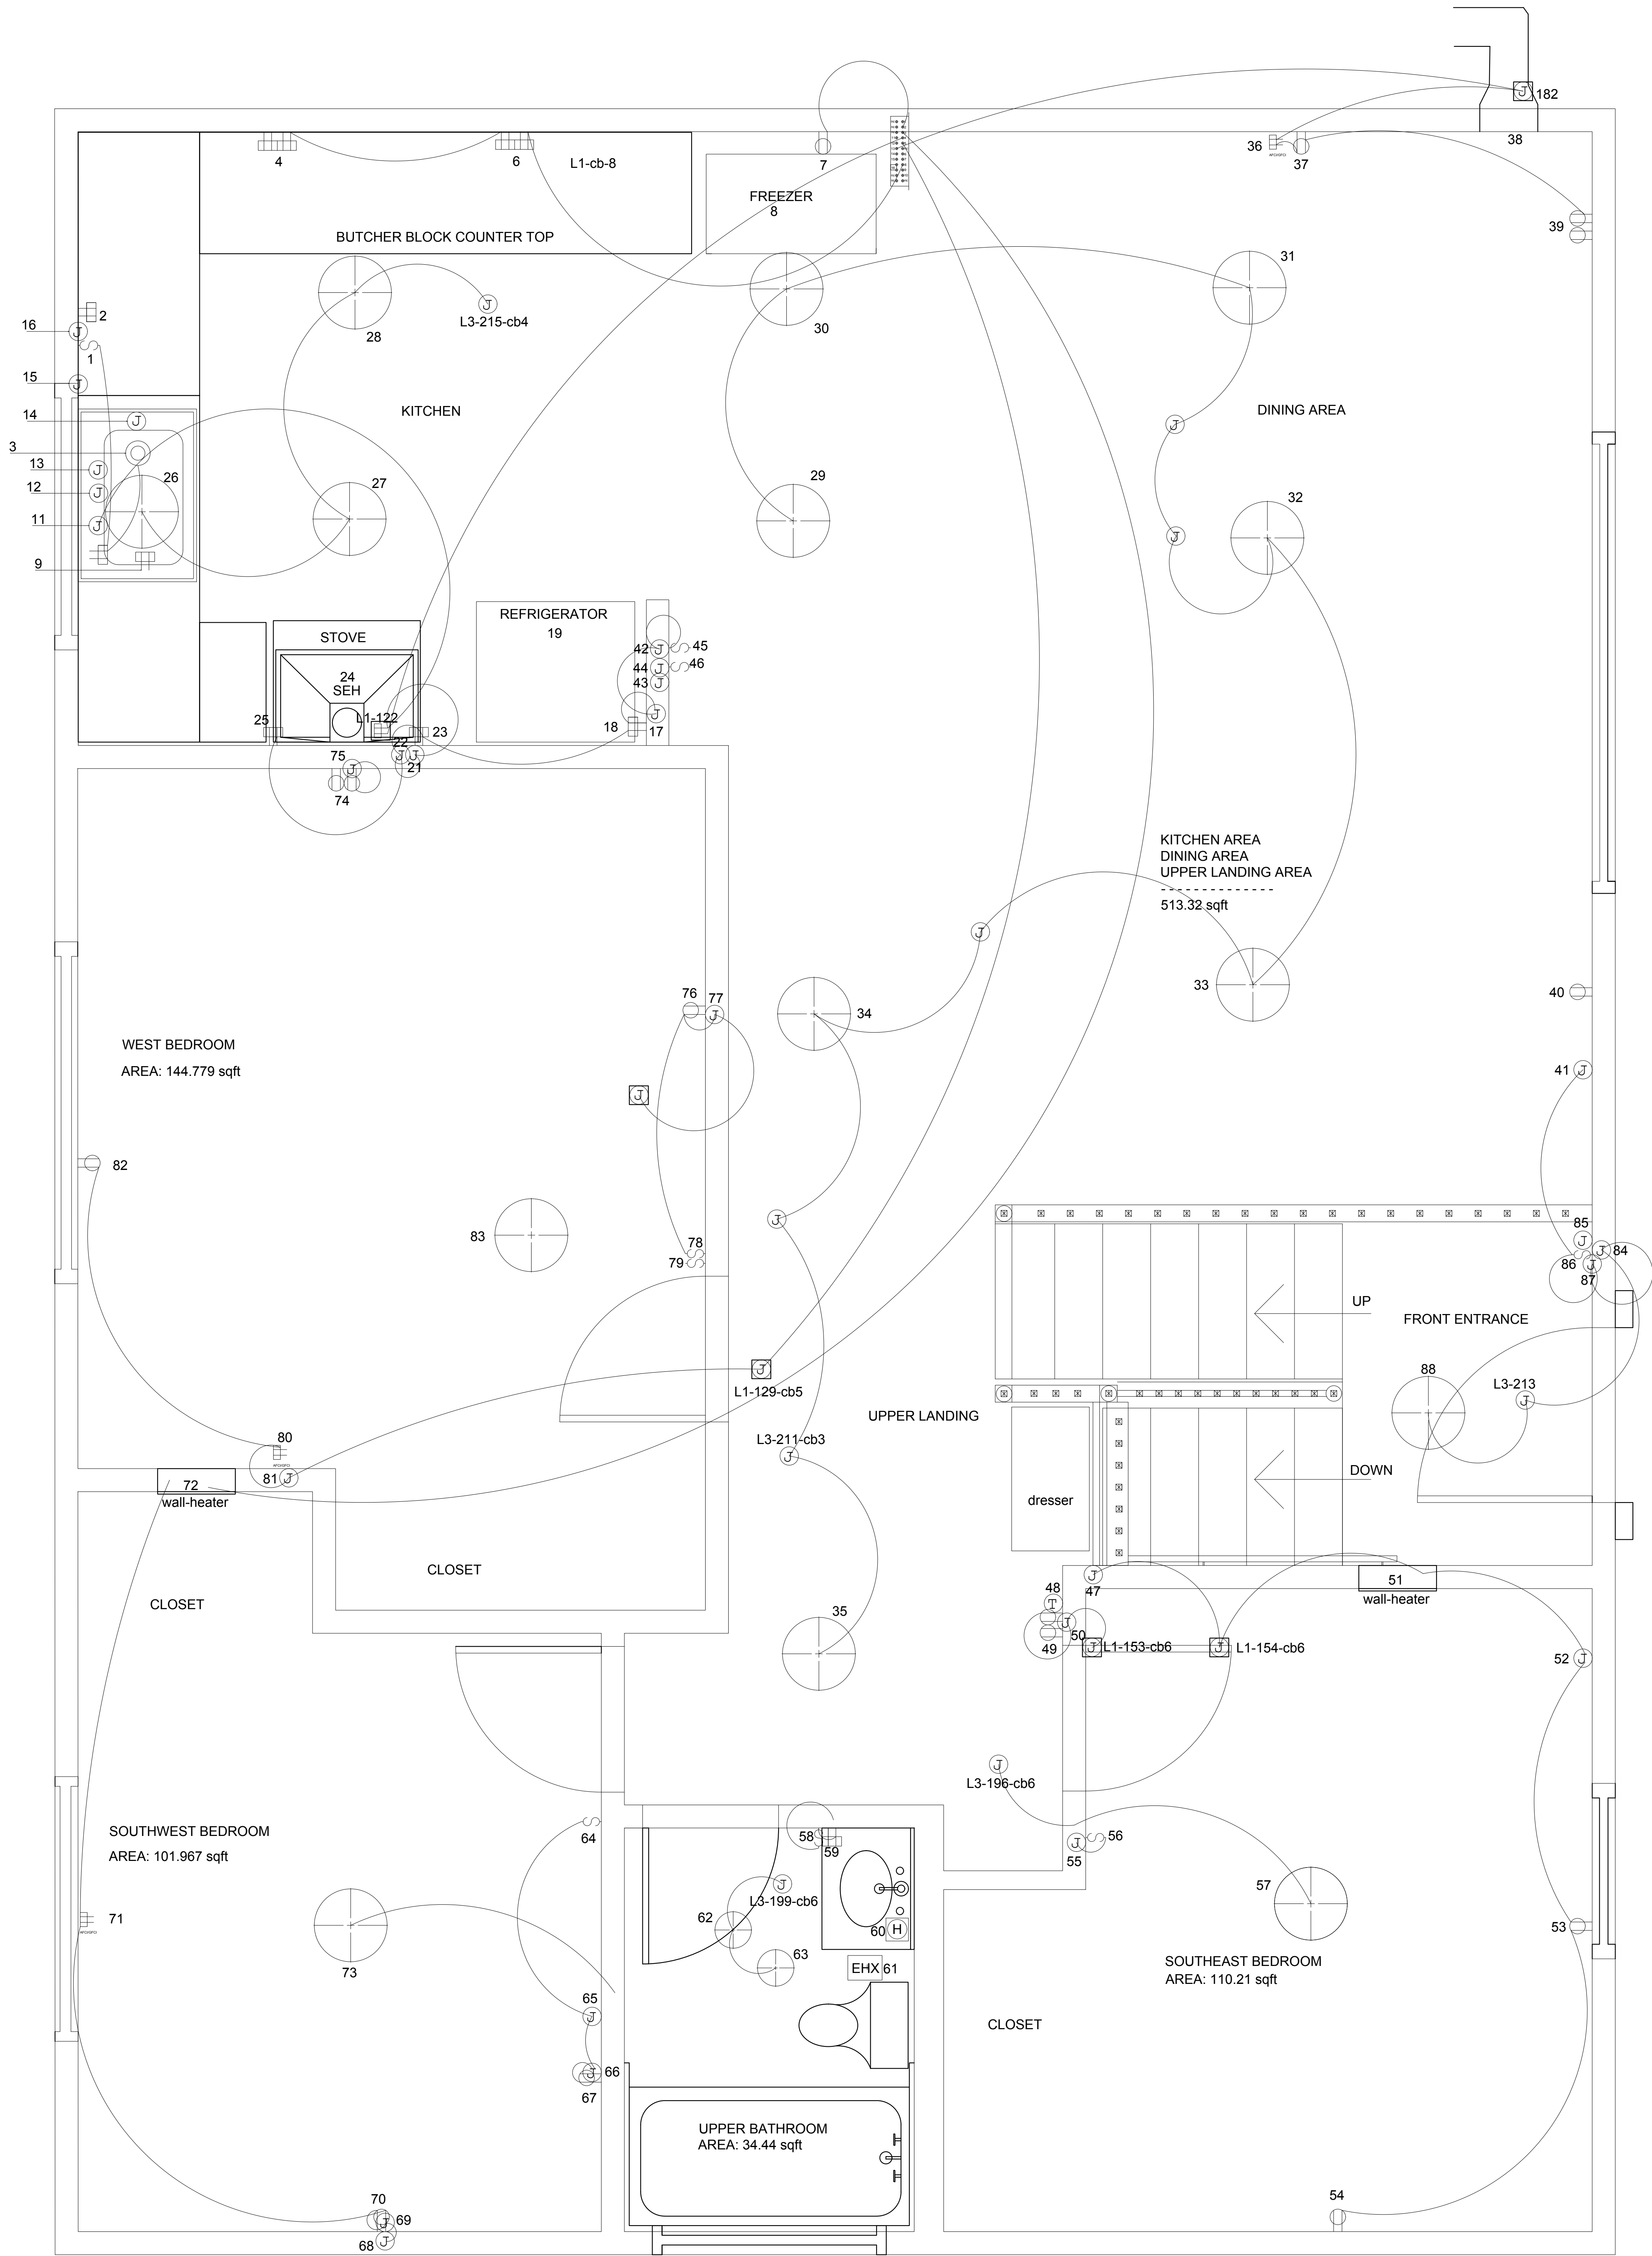 J 182
36
AFCI/GFCI
37
38
4
6
L1-cb-8
7
FREEZER
8
BUTCHER BLOCK COUNTER TOP
39
31
2
16 J
1
J
L3-215-cb4
28
30
15 J
14 J
KITCHEN
DINING AREA
J
3
13 J
26
27
29
32
12 J
11 J
J
9
REFRIGERATOR
19
STOVE
24
SEH
42 J 45
44 J 46
43 J
L1-122
25
23
22
J J
21
18
J
17
75 J
74
KITCHEN AREA
DINING AREA
UPPER LANDING AREA
- - - - - - - - - - - - - -
513.32 sqft
J
33
40
76 77
J
34
WEST BEDROOM
AREA: 144.779 sqft
41 J
J
82
83
J
78
79
85
J
J 84
86 J
87
UP
FRONT ENTRANCE
J
L1-129-cb5
88
L3-213
J
UPPER LANDING
L3-211-cb3
J
80
AFCI/GFCI
81 J
72
wall-heater
DOWN
dresser
CLOSET
CLOSET
J
47
51
wall-heater
48
T
J
50
49
J L1-153-cb6
J L1-154-cb6
52 J
35
J
L3-196-cb6
SOUTHWEST BEDROOM
AREA: 101.967 sqft
64
58
59
J 56
55
57
J
L3-199-cb6
71
AFCI/GFCI
62
60 H
53
73
63
EHX 61
SOUTHEAST BEDROOM
AREA: 110.21 sqft
65
J
CLOSET
J 66
67
UPPER BATHROOM
AREA: 34.44 sqft
70
J 69
68 J
54